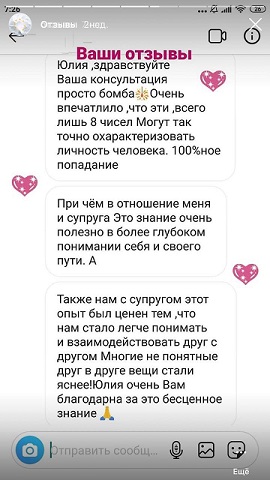 7:26
26
Отзывы 2нед.
Ваши отзывы
Юлия ,здравствуйте
Ваша консультация
просто бомба🔆Очень
впечатлило ,что эти ,всего
лишь 8 чисел Могут так
точно охарактеризовать
личность человека. 100%ное
попадание
При чём в отношение меня
и супруга Это знание очень
полезно в более глубоком
понимании себя и своего
пути. А
Также нам с супругом этот
опыт был ценен тем ,что
нам стало легче понимать
и взаимодействовать друг с
другом Многие не понятные
друг в друге вещи стали
яснее!Юлия очень Вам
благодарна за это бесценное
знание🙏
Отправить сообщ...
Ещё